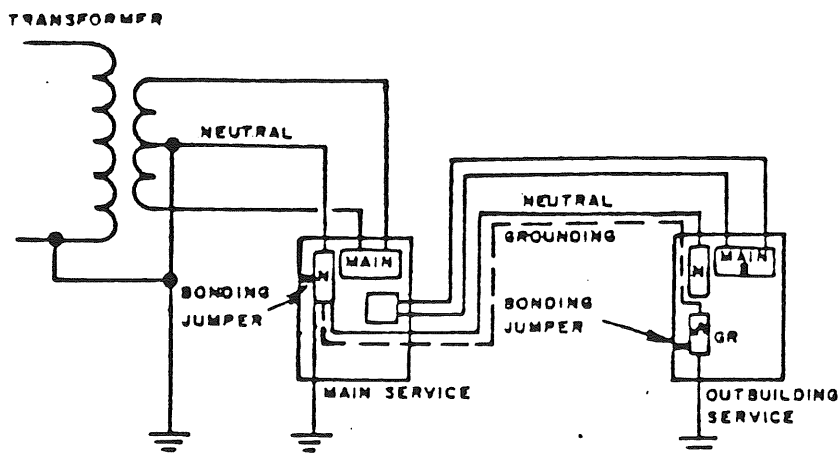 TRANSFORMER
NEUTRAL
NEUTRAL
GROUNDING
MAIN
N
MAIN
N
BONDING
JUMPER
BONDING
JUMPER
GR
MAIN SERVICE
OUTBUILDING
SERVICE